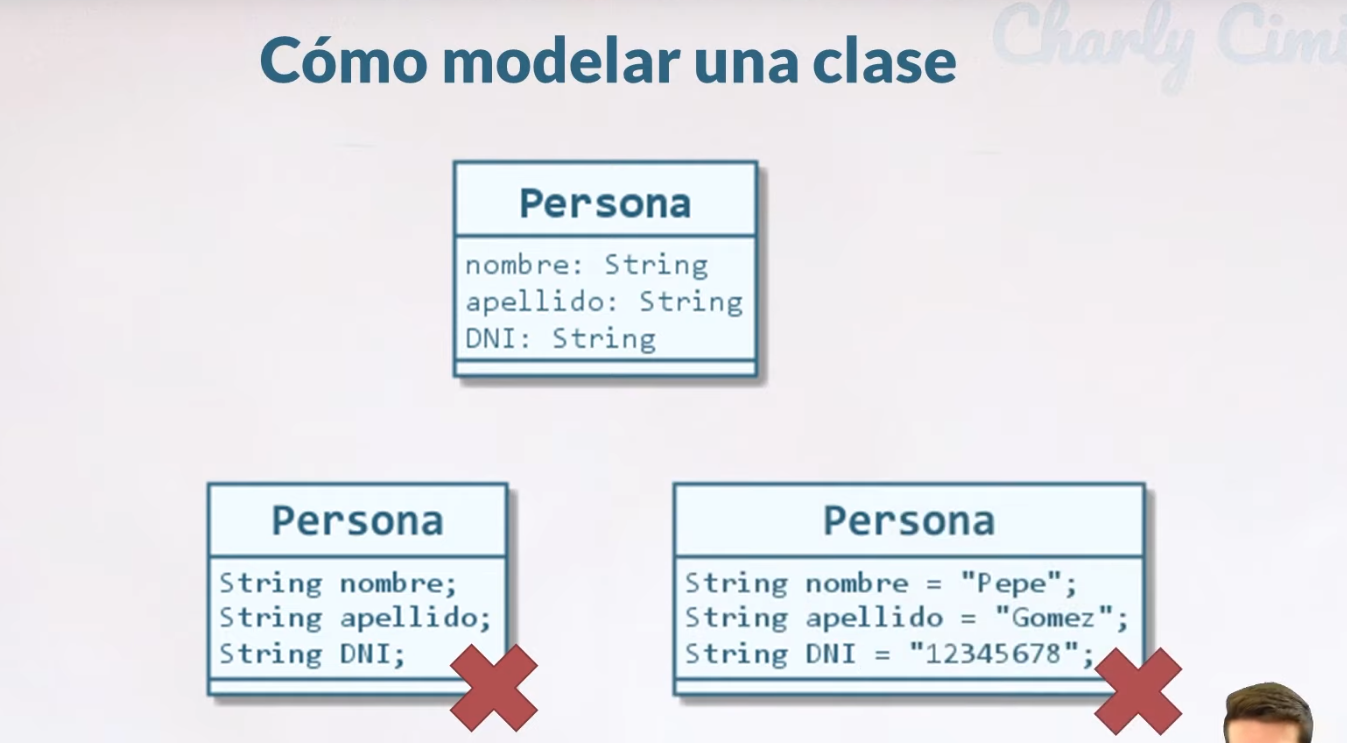 Charly Cimi
Cómo modelar una clase
Persona
nombre: String
apellido: String
DNI: String
Persona
String nombre;
String apellido;
String DNI;
Persona
String nombre = "Pepe";
String apellido = "Gomez";
String DNI = "12345678";